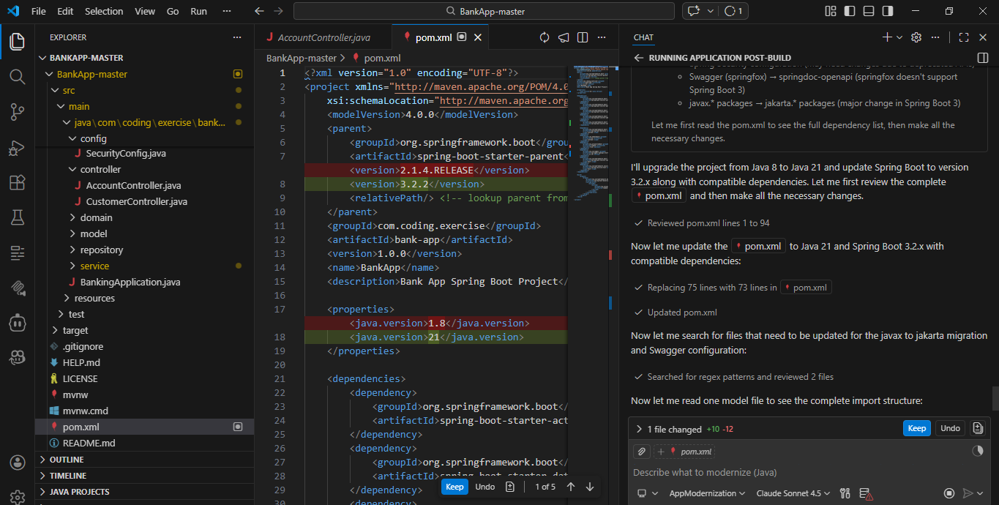 File Edit Selection View Go Run ··· BankApp-master 1
EXPLORER ···
BANKAPP-MASTER
BankApp-master
src
main
java\com\coding\exercise\bank...
config
SecurityConfig.java
controller
AccountController.java
CustomerController.java
domain
model
repository
service
BankingApplication.java
resources
test
target
.gitignore
HELP.md
LICENSE
mvnw
mvnw.cmd
pom.xml
README.md
OUTLINE
TIMELINE
JAVA PROJECTS
AccountController.java pom.xml
BankApp-master > pom.xml
1 <?xml version="1.0" encoding="UTF-8"?>
2 <project xmlns="http://maven.apache.org/POM/4.0
3 xsi:schemaLocation="http://maven.apache.org
4 <modelVersion>4.0.0</modelVersion>
5 <parent>
6 <groupId>org.springframework.boot</grou
7 <artifactId>spring-boot-starter-parent<
<version>2.1.4.RELEASE</version>
8 <version>3.2.2</version>
9 <relativePath/> <!-- lookup parent from
10 </parent>
11 <groupId>com.coding.exercise</groupId>
12 <artifactId>bank-app</artifactId>
13 <version>1.0.0</version>
14 <name>BankApp</name>
15 <description>Bank App Spring Boot Project</
16
17 <properties>
<java.version>1.8</java.version>
18 <java.version>21</java.version>
19 </properties>
20
21 <dependencies>
22 <dependency>
23 <groupId>org.springframework.boot</
24 <artifactId>spring-boot-starter-act
25 </dependency>
26 <dependency>
27 <groupId>org.springframework.boot</
28 <artifactId>spring-boot-starter-dat
29 </dependency>
30 <dependency>
Keep Undo 1 of 5
CHAT
RUNNING APPLICATION POST-BUILD
Swagger (springfox) → springdoc-openapi (springfox doesn't support
Spring Boot 3)
javax.* packages → jakarta.* packages (major change in Spring Boot 3)
Let me first read the pom.xml to see the full dependency list, then make all the
necessary changes.
I'll upgrade the project from Java 8 to Java 21 and update Spring Boot to version
3.2.x along with compatible dependencies. Let me first review the complete
pom.xml and then make all the necessary changes.
Reviewed pom.xml lines 1 to 94
Now let me update the pom.xml to Java 21 and Spring Boot 3.2.x with
compatible dependencies:
Replacing 75 lines with 73 lines in pom.xml
Updated pom.xml
Now let me search for files that need to be updated for the javax to jakarta migration
and Swagger configuration:
Searched for regex patterns and reviewed 2 files
Now let me read one model file to see the complete import structure:
1 file changed +10 -12 Keep Undo
+ pom.xml
Describe what to modernize (Java)
AppModernization Claude Sonnet 4.5